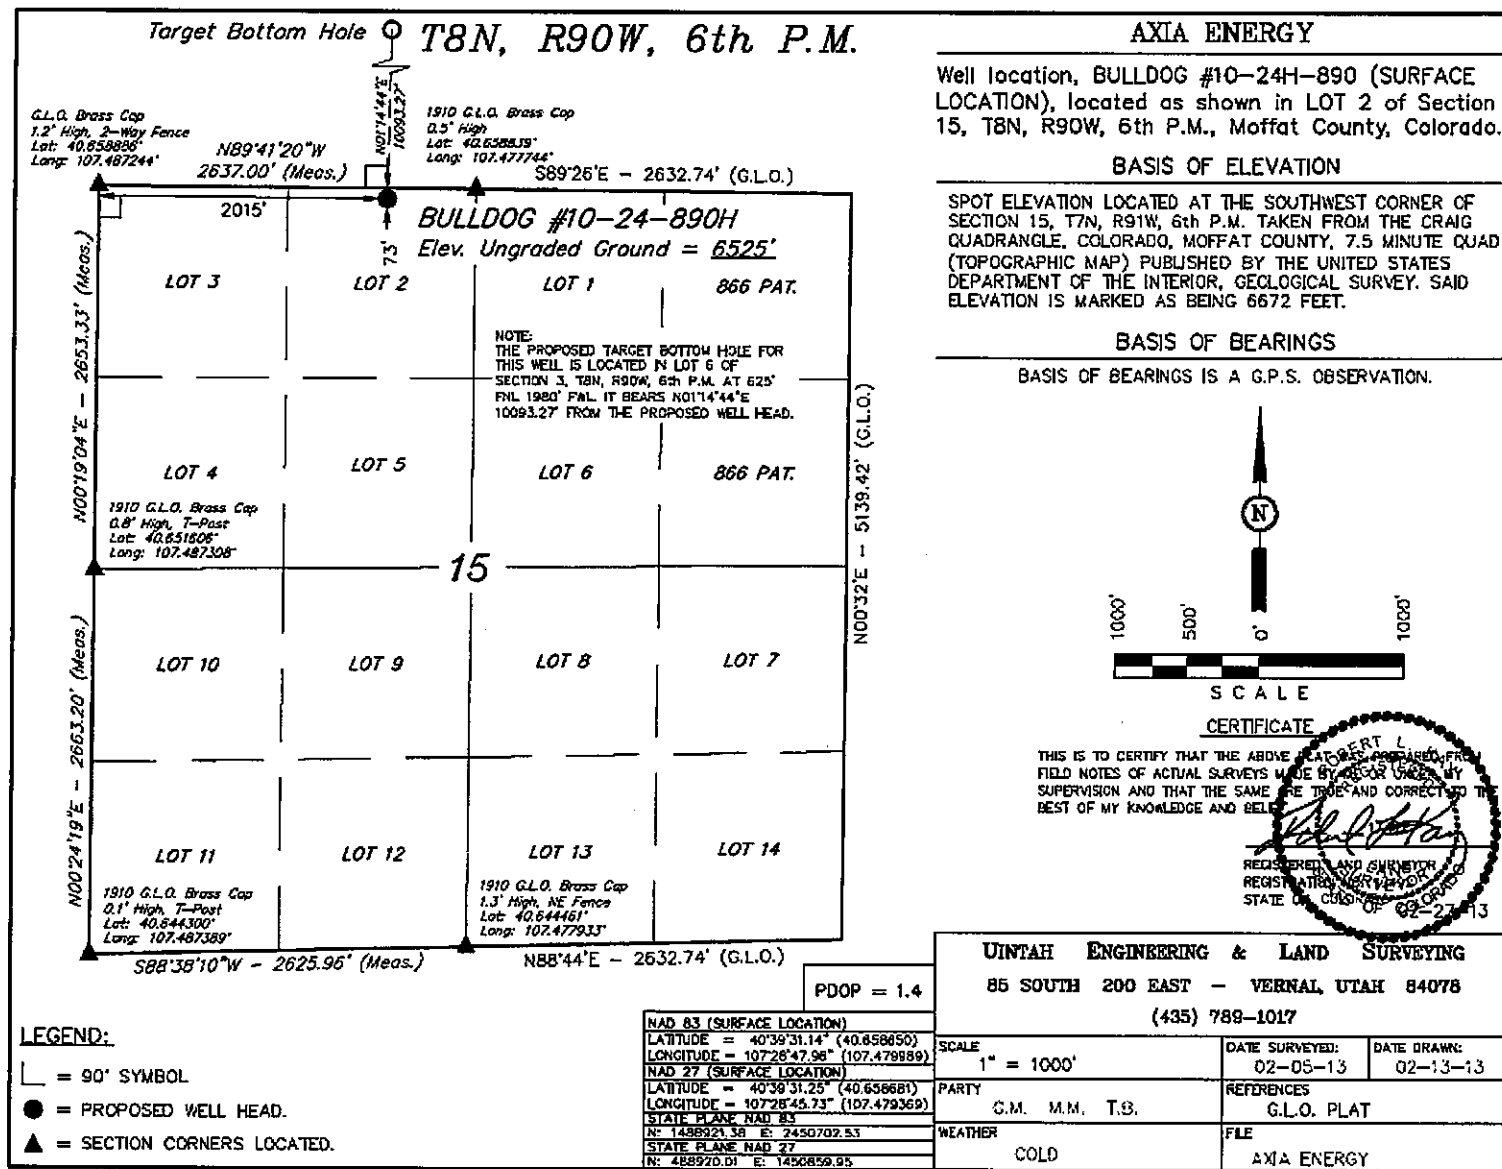 Target Bottom Hole
T8N, R90W, 6th P.M.
N01°14'44"E
10093.27'
G.L.O. Brass Cap
1.2' High, 2-Way Fence
Lat: 40.658886°
Long: 107.487244°
N89°41'20"W
2637.00' (Meas.)
1910 G.L.O. Brass Cap
0.5' High
Lat: 40.658839°
Long: 107.477744°
S89°26'E - 2632.74' (G.L.O.)
2015'
73'
BULLDOG #10-24-890H
Elev. Ungraded Ground = 6525'
LOT 3
LOT 2
LOT 1
866 PAT.
NOTE:
THE PROPOSED TARGET BOTTOM HOLE FOR
THIS WELL IS LOCATED IN LOT 6 OF
SECTION 3, T8N, R90W, 6th P.M. AT 625'
FNL 1980' FWL. IT BEARS N01°14'44"E
10093.27' FROM THE PROPOSED WELL HEAD.
N00°19'04"E - 2653.33' (Meas.)
N00°32'E - 5139.42' (G.L.O.)
LOT 4
LOT 5
LOT 6
866 PAT.
1910 G.L.O. Brass Cap
0.8' High, T-Post
Lat: 40.651606°
Long: 107.487308°
15
LOT 10
LOT 9
LOT 8
LOT 7
N00°24'19"E - 2663.20' (Meas.)
LOT 11
LOT 12
LOT 13
LOT 14
1910 G.L.O. Brass Cap
0.1' High, T-Post
Lat: 40.644300°
Long: 107.487389°
1910 G.L.O. Brass Cap
1.3' High, NE Fence
Lat: 40.644461°
Long: 107.477933°
S88°38'10"W - 2625.96' (Meas.)
N88°44'E - 2632.74' (G.L.O.)
PDOP = 1.4
LEGEND:
= 90° SYMBOL
= PROPOSED WELL HEAD.
= SECTION CORNERS LOCATED.
NAD 83 (SURFACE LOCATION)
LATITUDE = 40°39'31.14" (40.658650)
LONGITUDE = 107°28'47.96" (107.479989)
NAD 27 (SURFACE LOCATION)
LATITUDE = 40°39'31.25" (40.658681)
LONGITUDE = 107°28'45.73" (107.479369)
STATE PLANE NAD 83
N: 1488921.38 E: 2450702.53
STATE PLANE NAD 27
N: 488920.01 E: 1450859.95
AXIA ENERGY
Well location, BULLDOG #10-24H-890 (SURFACE
LOCATION), located as shown in LOT 2 of Section
15, T8N, R90W, 6th P.M., Moffat County, Colorado.
BASIS OF ELEVATION
SPOT ELEVATION LOCATED AT THE SOUTHWEST CORNER OF
SECTION 15, T7N, R91W, 6th P.M. TAKEN FROM THE CRAIG
QUADRANGLE, COLORADO, MOFFAT COUNTY, 7.5 MINUTE QUAD
(TOPOGRAPHIC MAP) PUBLISHED BY THE UNITED STATES
DEPARTMENT OF THE INTERIOR, GEOLOGICAL SURVEY. SAID
ELEVATION IS MARKED AS BEING 6672 FEET.
BASIS OF BEARINGS
BASIS OF BEARINGS IS A G.P.S. OBSERVATION.
N
1000' 500' 0' 1000'
SCALE
CERTIFICATE
THIS IS TO CERTIFY THAT THE ABOVE PLAT WAS PREPARED FROM
FIELD NOTES OF ACTUAL SURVEYS MADE BY ME OR UNDER MY
SUPERVISION AND THAT THE SAME ARE TRUE AND CORRECT TO THE
BEST OF MY KNOWLEDGE AND
REGISTERED LAND SURVEYOR
STATE OF
02-27-13
UINTAH ENGINEERING & LAND SURVEYING
85 SOUTH 200 EAST - VERNAL, UTAH 84078
(435) 789-1017
SCALE
1" = 1000'
DATE SURVEYED:
02-05-13
DATE DRAWN:
02-13-13
PARTY
G.M. M.M. T.B.
REFERENCES
G.L.O. PLAT
WEATHER
COLD
FILE
AXIA ENERGY